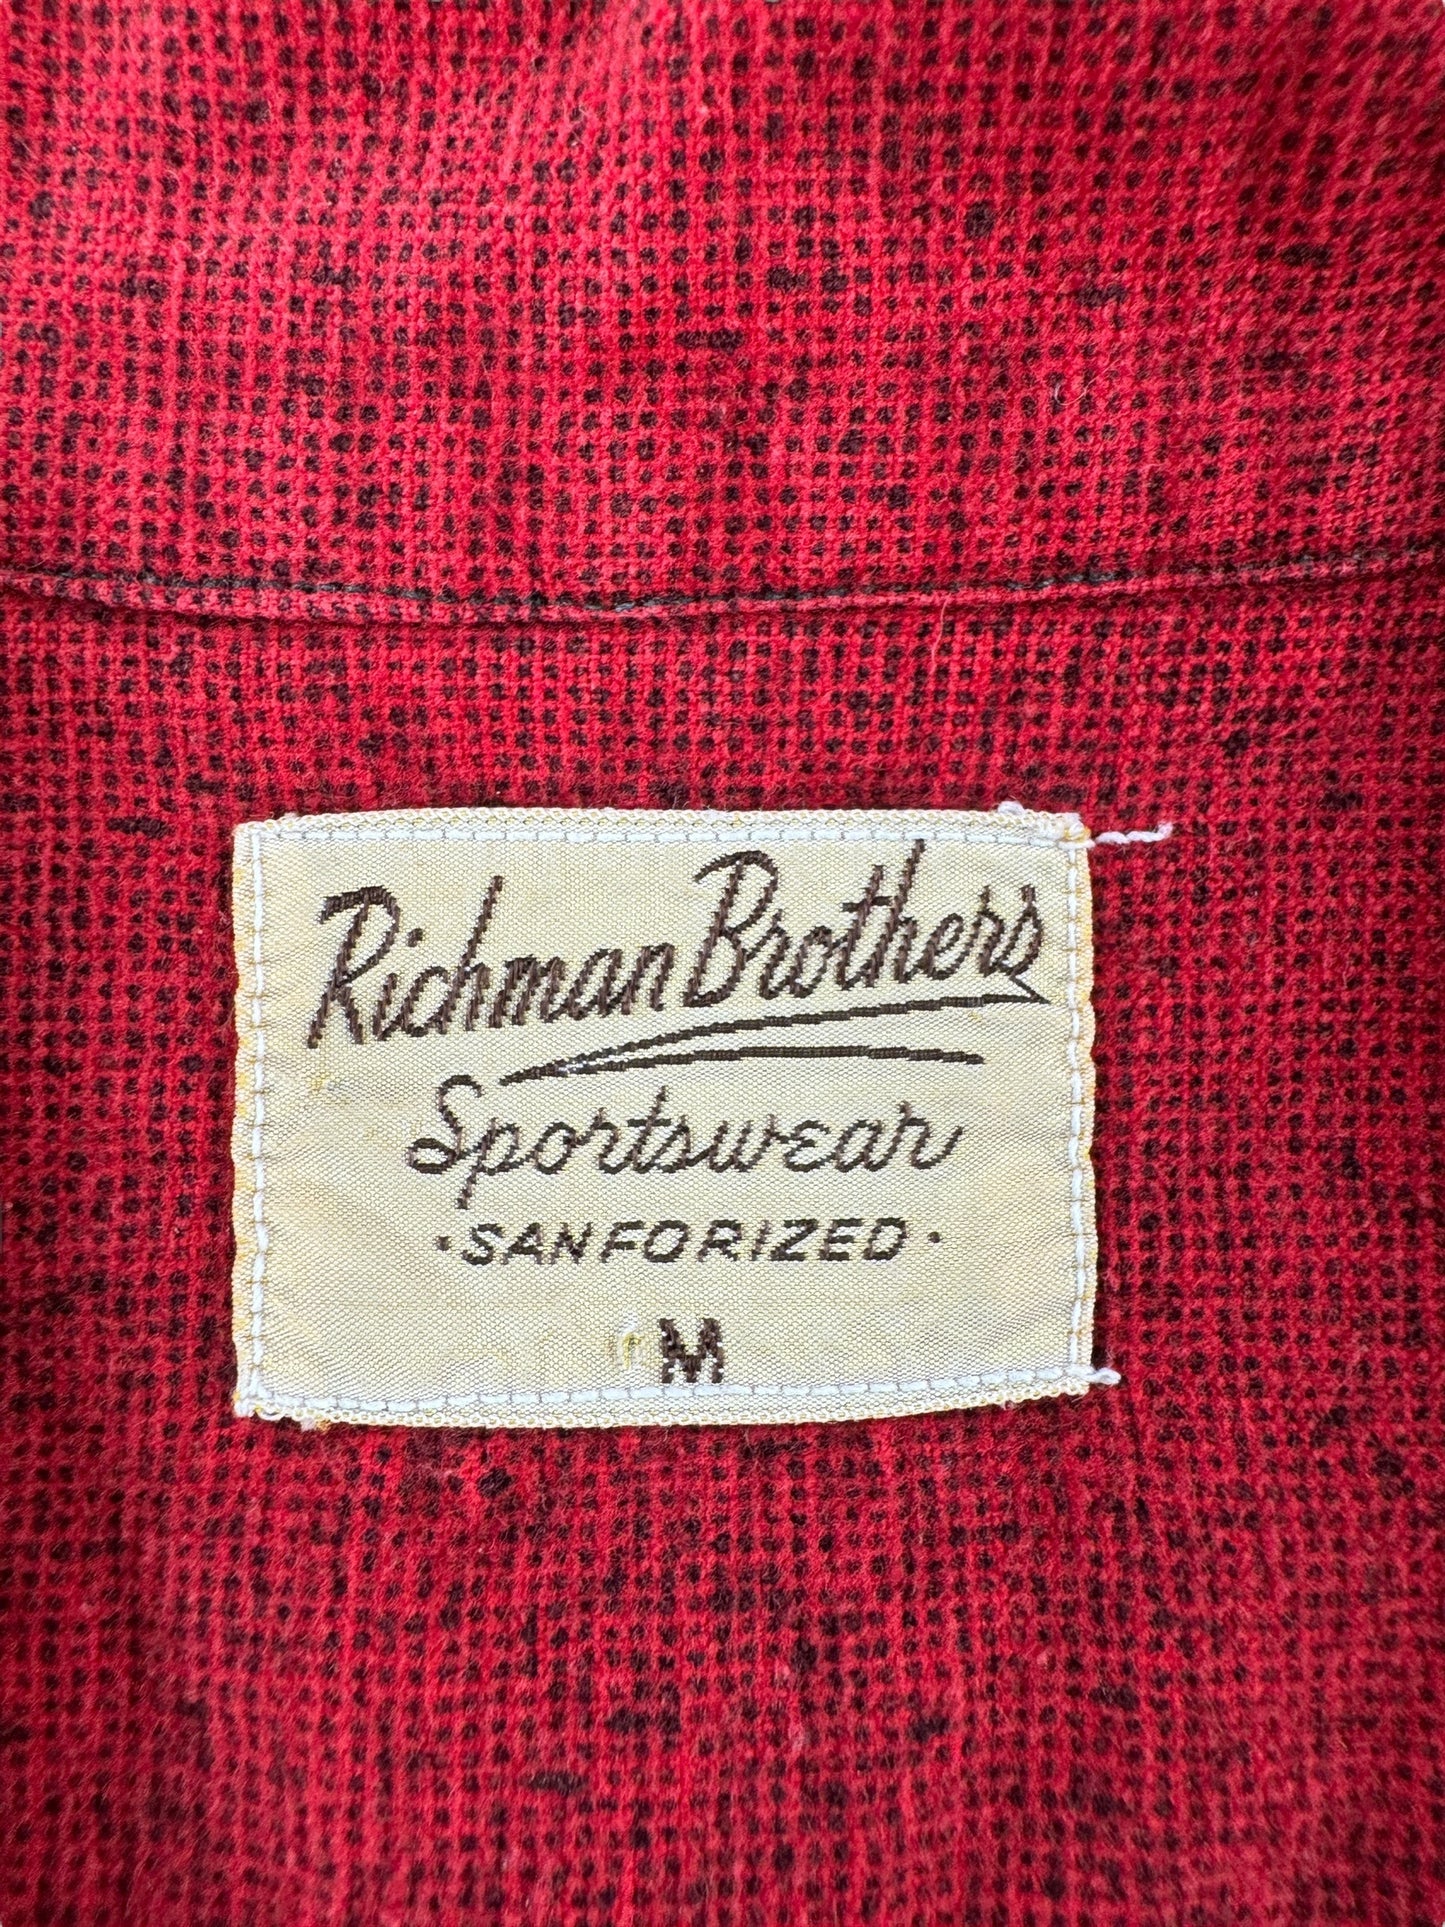 Richman Brothers
Sportswear
·SANFORIZED·
M